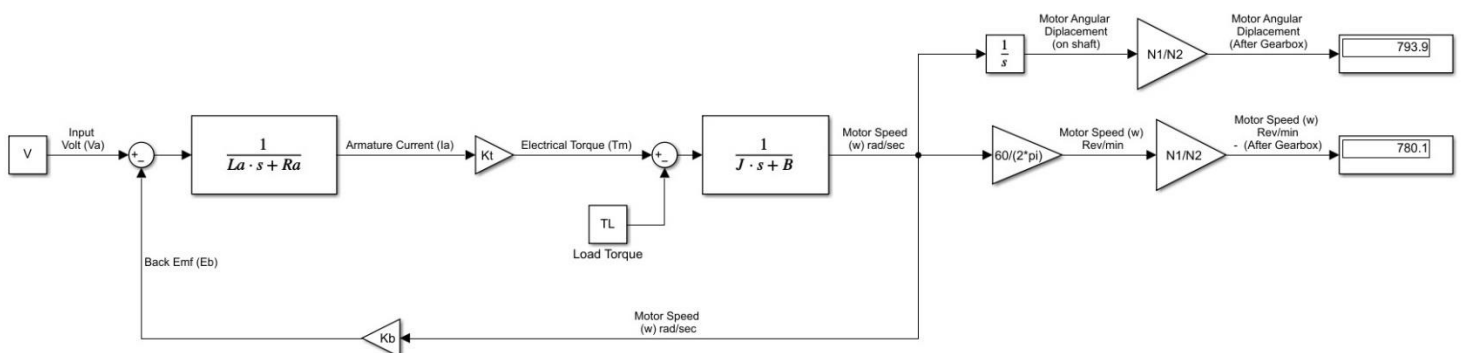 Motor Angular
Diplacement
(on shaft)
Motor Angular
Diplacement
(After Gearbox)
1
s
N1/N2
793.9
V
Input
Volt (Va)
+
-
1
La · s + Ra
Armature Current (Ia)
Kt
Electrical Torque (Tm)
+
-
1
J · s + B
Motor Speed
(w) rad/sec
60/(2*pi)
Motor Speed (w)
Rev/min
N1/N2
Motor Speed (w)
Rev/min
- (After Gearbox)
780.1
TL
Load Torque
Back Emf (Eb)
Kb
Motor Speed
(w) rad/sec